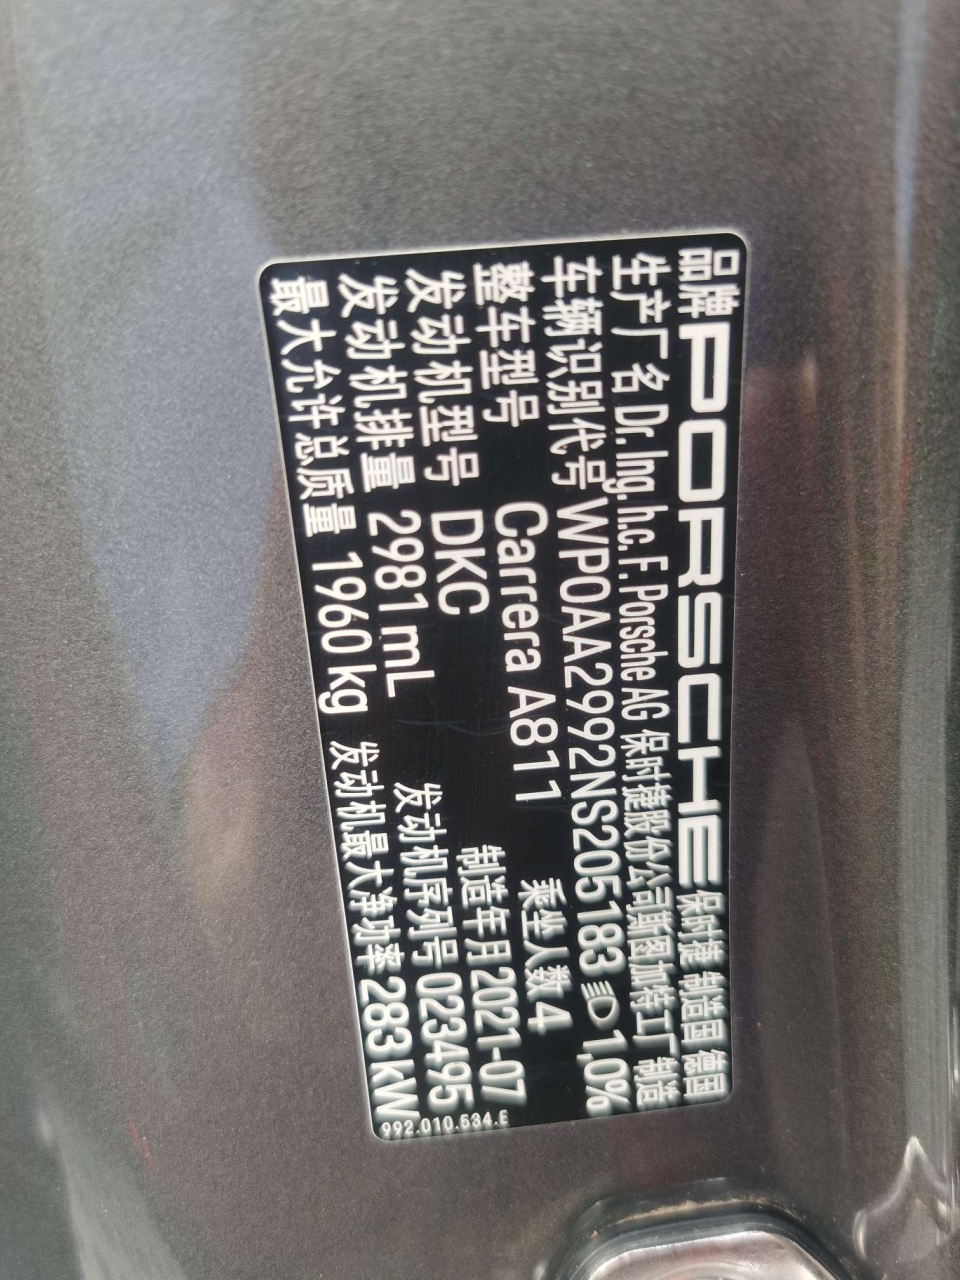 品牌 PORSCHE 保时捷 制造国 德国
生产厂名 Dr. Ing. h.c. F. Porsche AG 保时捷股份公司斯图加特工厂制造
车辆识别代号 WP0AA2992NS205183 1,0%
整车型号 Carrera A811 乘坐人数 4
发动机型号 DKC 制造年月 2021-07
发动机排量 2981 mL 发动机序列号 023495
最大允许总质量 1960 kg 发动机最大净功率 283 kW
992.010.534.E